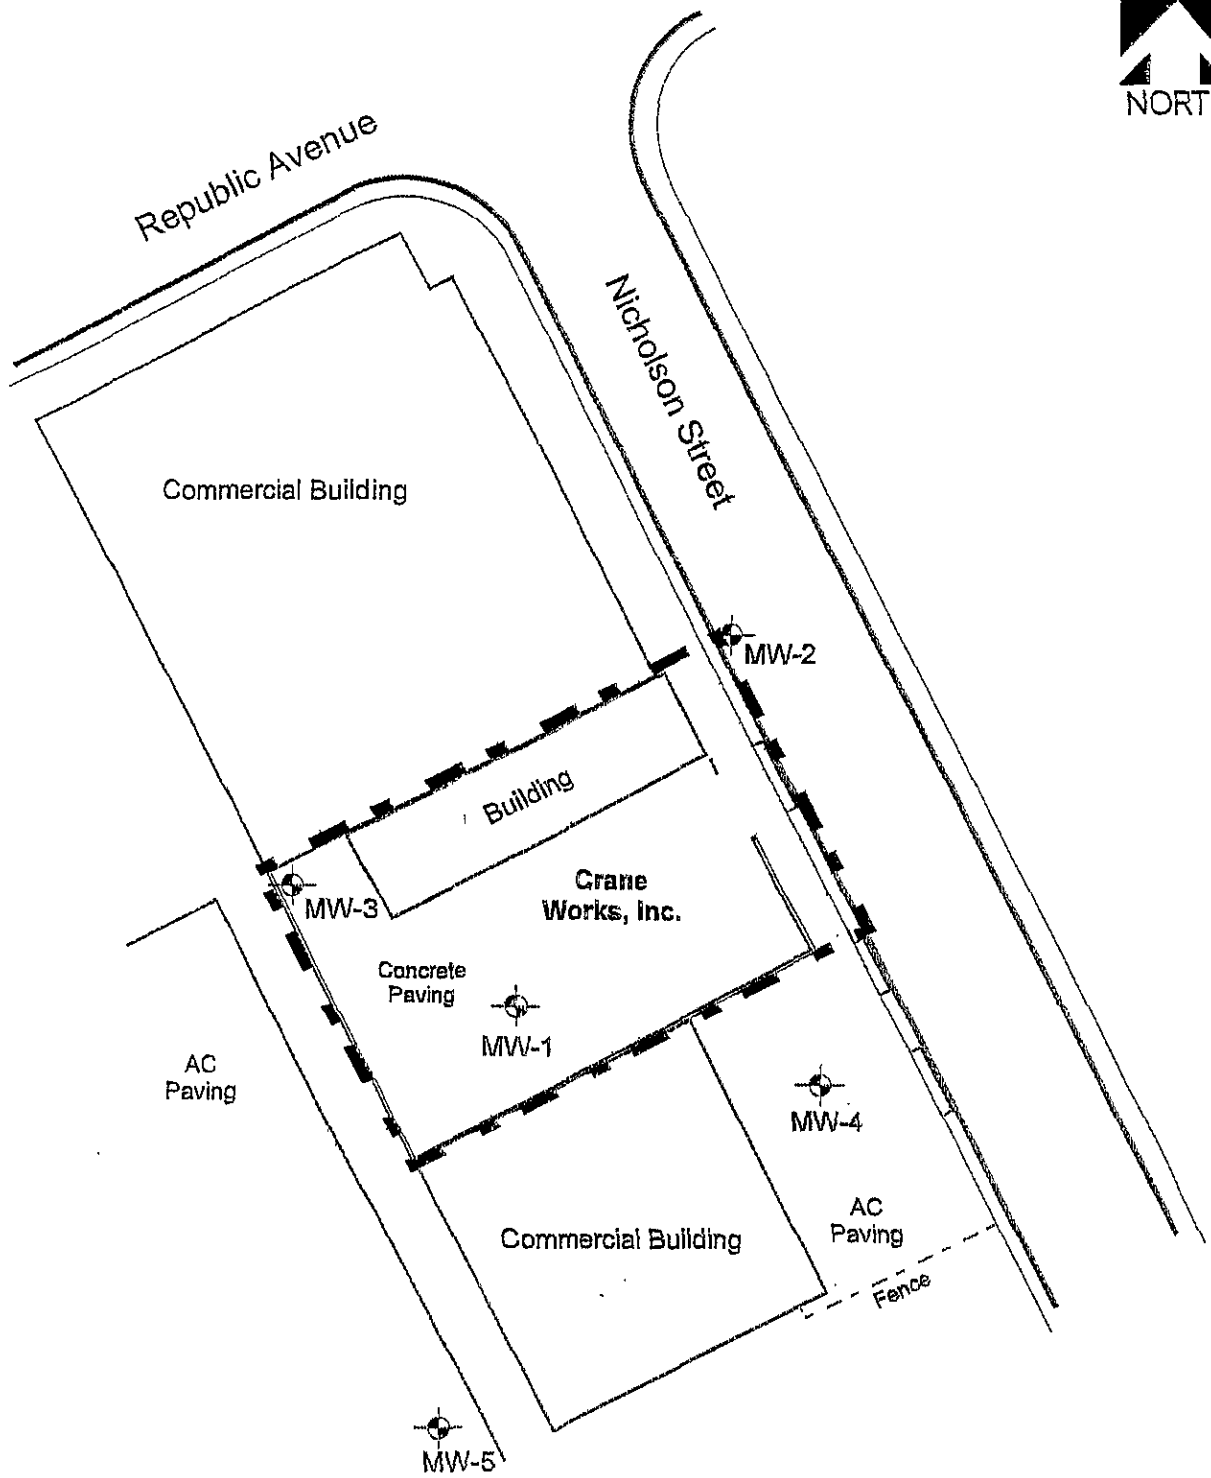 NORT
Republic Avenue
Nicholson Street
Commercial Building
MW-2
Building
Crane
Works, Inc.
MW-3
Concrete
Paving
MW-1
AC
Paving
MW-4
AC
Paving
Commercial Building
Fence
MW-5